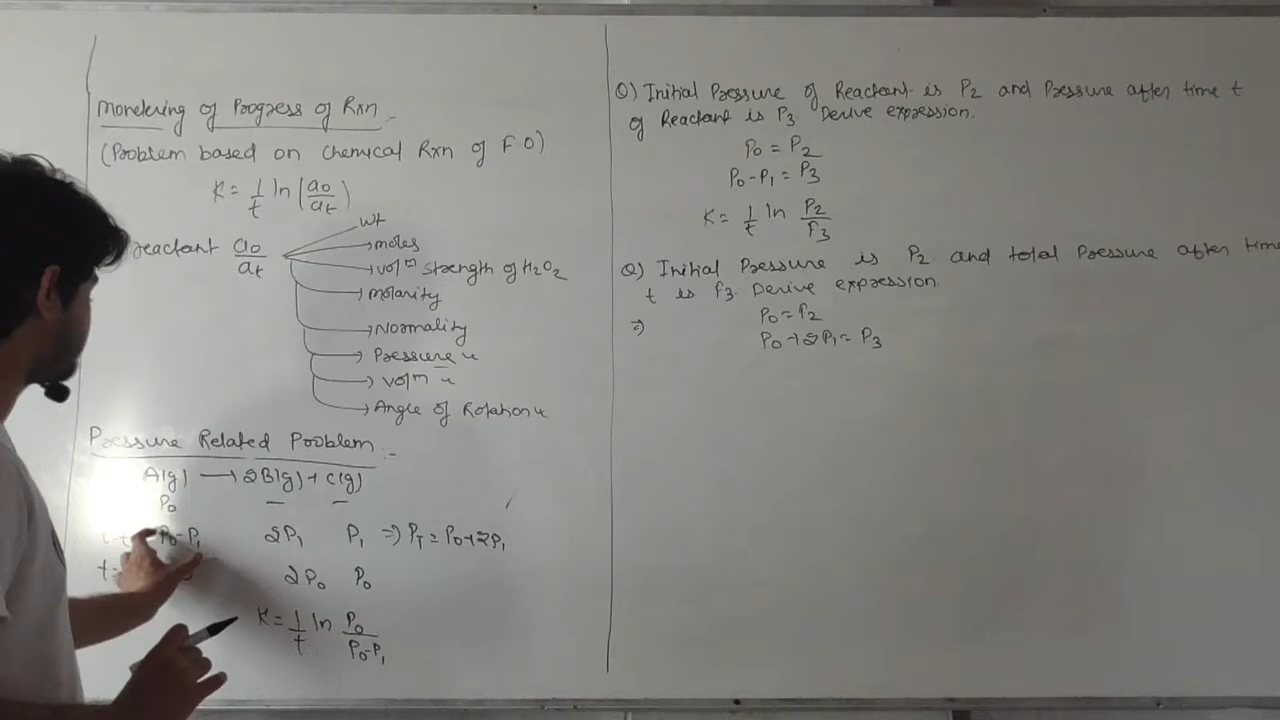 Monetering of Progress of Rxn :-
(Problem based on Chemical Rxn of F O)
K = 1/t ln (a0/at)
reactant a0/at
wt
→ moles
→ volm strength of H2O2
→ Molarity
→ Normality
→ Pressure
→ volm
→ Angle of Rotation
Pressure Related Problem :-
A(g) → 2B(g) + C(g)
P0 — —
P0-P1 2P1 P1 ⇒ PT = P0+2P1
2P0 P0
K = 1/t ln P0/P0-P1
Q) Initial Pressure of Reactant is P2 and Pressure after time t
of Reactant is P3. Derive expression.
P0 = P2
P0-P1 = P3
K = 1/t ln P2/P3
Q) Initial Pressure is P2 and total Pressure after time
t is P3. Derive expression.
⇒ P0 = P2
P0+2P1 = P3